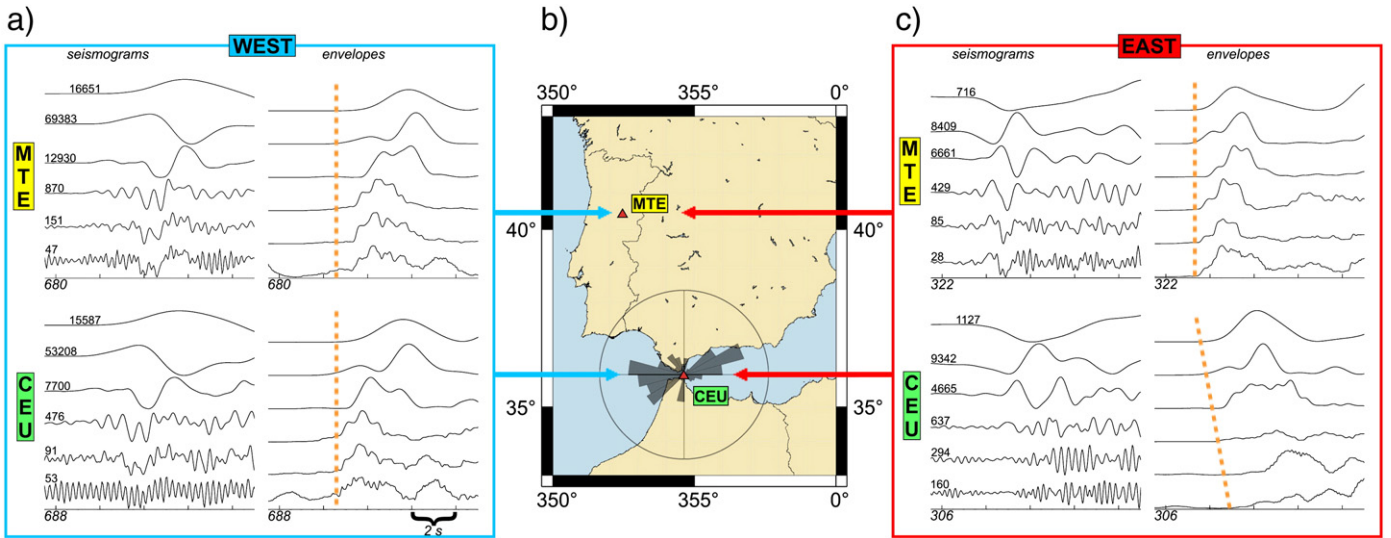 a)
WEST
seismograms
envelopes
MTE
16651
69383
12930
870
151
47
680
680
CEU
15587
53208
7700
476
91
53
688
688
2 s
b)
350°
355°
0°
40°
40°
35°
35°
MTE
CEU
350°
355°
0°
c)
EAST
seismograms
envelopes
MTE
716
8409
6661
429
85
28
322
322
CEU
1127
9342
4665
637
294
160
306
306